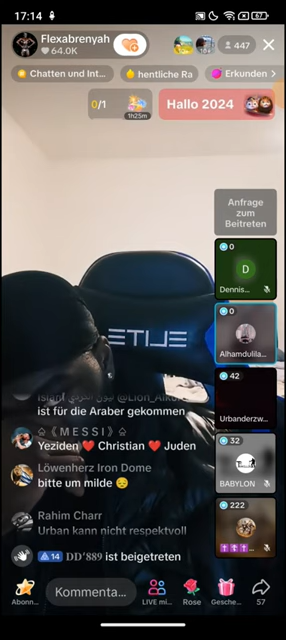 17:14
67
Flexabrenyah
64.0K
10+
447
Chatten und Int...
hentliche Ra
Erkunden
0/1
1h25m
Hallo 2024
Anfrage
zum
Beitreten
0
D
Dennis...
0
Alhamdulila...
ETIJE
42
Urbanderzw...
ist für die Araber gekommen
《 M E S S I 》
Yeziden ❤️ Christian ❤️ Juden
32
BABYLON
Löwenherz Iron Dome
bitte um milde 😔
222
Rahim Charr
Urban kann nicht respektvoll
14 DD‘889 ist beigetreten
Abonn...
Kommenta...
LIVE mi...
Rose
Gesche...
57